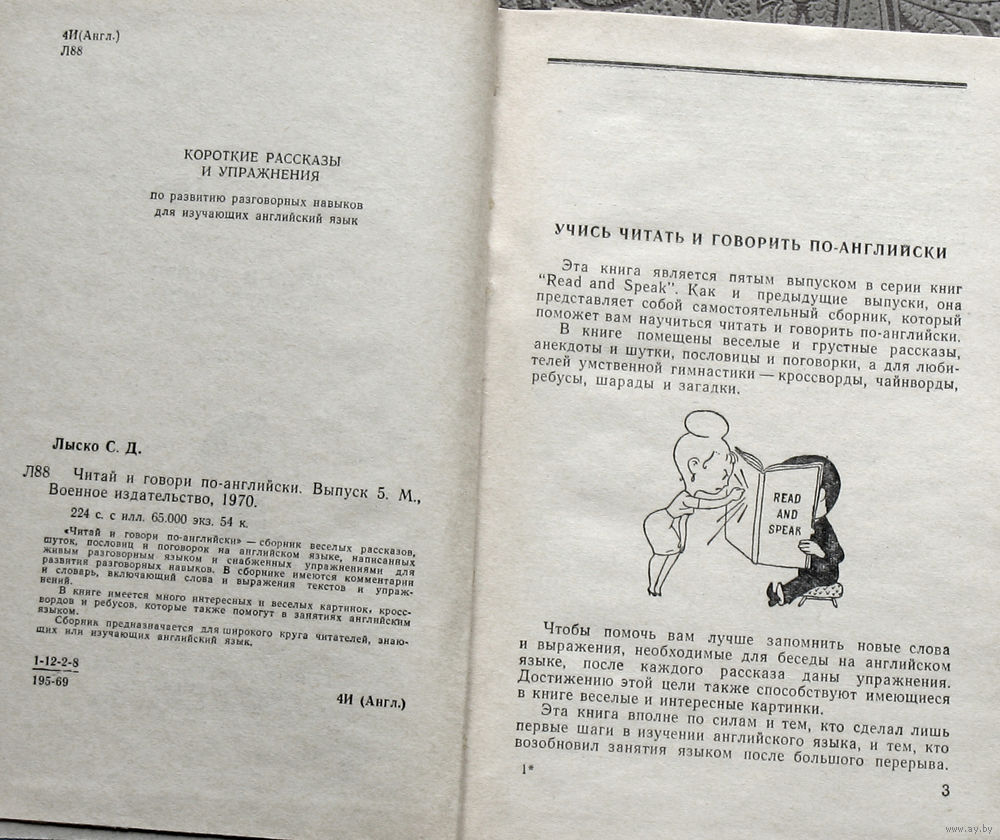 4И(Англ.)
Л88
КОРОТКИЕ РАССКАЗЫ
И УПРАЖНЕНИЯ
по развитию разговорных навыков
для изучающих английский язык
Лыско С. Д.
Л88 Читай и говори по-английски. Выпуск 5. М.,
Военное издательство, 1970.
224 с. с илл. 65.000 экз. 54 к.
«Читай и говори по-английски» — сборник веселых рассказов,
шуток, пословиц и поговорок на английском языке, написанных
живым разговорным языком и снабженных упражнениями для
развития разговорных навыков. В сборнике имеются комментарии
и словарь, включающий слова и выражения текстов и упраж-
нений.
В книге имеется много интересных и веселых картинок, кросс-
вордов и ребусов, которые также помогут в занятиях английским
языком.
Сборник предназначается для широкого круга читателей, знаю-
щих или изучающих английский язык.
1-12-2-8
195-69
4И (Англ.)
УЧИСЬ ЧИТАТЬ И ГОВОРИТЬ ПО-АНГЛИЙСКИ
Эта книга является пятым выпуском в серии книг
“Read and Speak”. Как и предыдущие выпуски, она
представляет собой самостоятельный сборник, который
поможет вам научиться читать и говорить по-английски.
В книге помещены веселые и грустные рассказы,
анекдоты и шутки, пословицы и поговорки, а для люби-
телей умственной гимнастики — кроссворды, чайнворды,
ребусы, шарады и загадки.
READ
AND
SPEAK
Чтобы помочь вам лучше запомнить новые слова
и выражения, необходимые для беседы на английском
языке, после каждого рассказа даны упражнения.
Достижению этой цели также способствуют имеющиеся
в книге веселые и интересные картинки.
Эта книга вполне по силам и тем, кто сделал лишь
первые шаги в изучении английского языка, и тем, кто
возобновил занятия языком после большого перерыва.
1*
3
www.ay.by